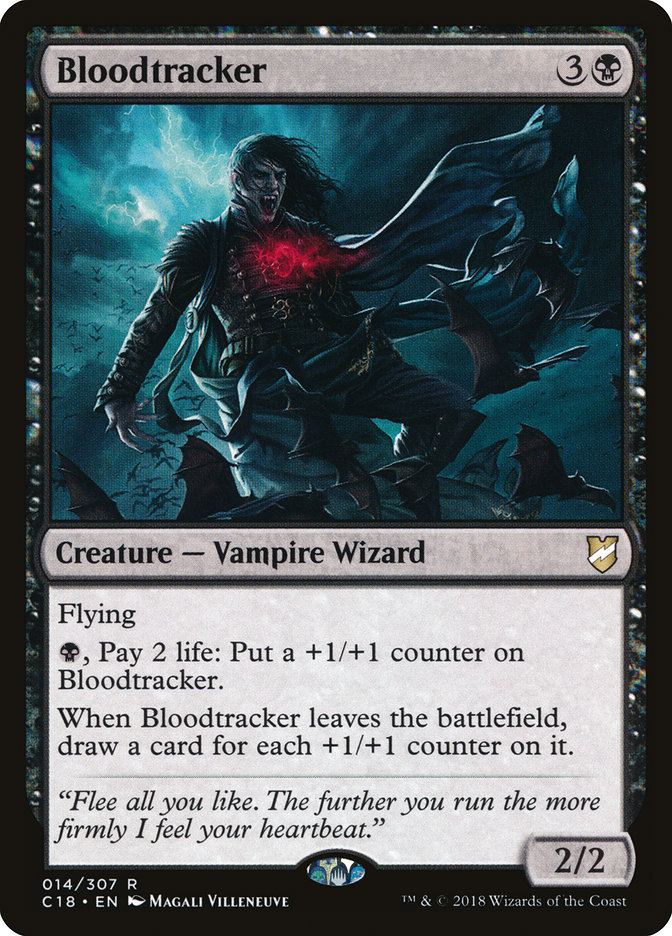 Bloodtracker 3
Creature — Vampire Wizard
Flying
, Pay 2 life: Put a +1/+1 counter on
Bloodtracker.
When Bloodtracker leaves the battlefield,
draw a card for each +1/+1 counter on it.
“Flee all you like. The further you run the more
firmly I feel your heartbeat.”
2/2
014/307 R
C18 • EN Magali Villeneuve
™ & © 2018 Wizards of the Coast